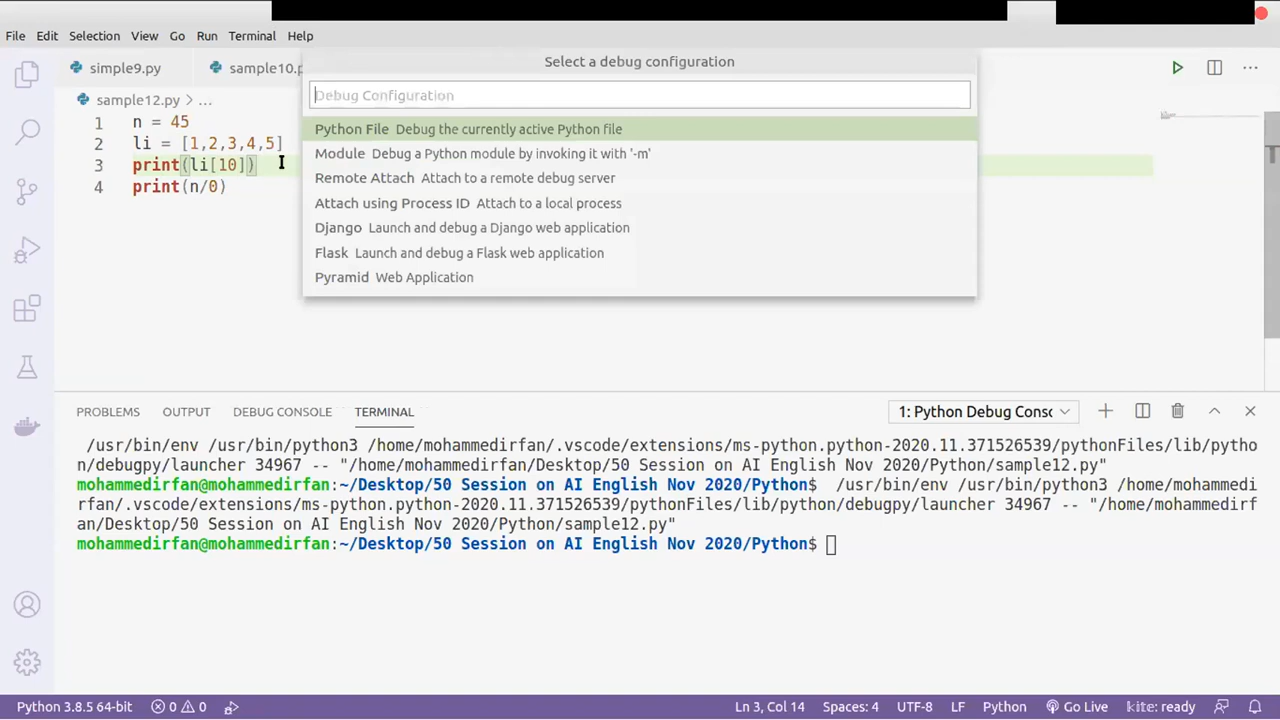 File Edit Selection View Go Run Terminal Help
Select a debug configuration
simple9.py sample10.p
Debug Configuration
sample12.py > ...
1 n = 45
2 li = [1,2,3,4,5]
3 print(li[10])
4 print(n/0)
Python File Debug the currently active Python file
Module Debug a Python module by invoking it with '-m'
Remote Attach Attach to a remote debug server
Attach using Process ID Attach to a local process
Django Launch and debug a Django web application
Flask Launch and debug a Flask web application
Pyramid Web Application
PROBLEMS OUTPUT DEBUG CONSOLE TERMINAL 1: Python Debug Consc
/usr/bin/env /usr/bin/python3 /home/mohammedirfan/.vscode/extensions/ms-python.python-2020.11.371526539/pythonFiles/lib/pytho
n/debugpy/launcher 34967 -- "/home/mohammedirfan/Desktop/50 Session on AI English Nov 2020/Python/sample12.py"
mohammedirfan@mohammedirfan:~/Desktop/50 Session on AI English Nov 2020/Python$ /usr/bin/env /usr/bin/python3 /home/mohammedi
rfan/.vscode/extensions/ms-python.python-2020.11.371526539/pythonFiles/lib/python/debugpy/launcher 34967 -- "/home/mohammedirf
an/Desktop/50 Session on AI English Nov 2020/Python/sample12.py"
mohammedirfan@mohammedirfan:~/Desktop/50 Session on AI English Nov 2020/Python$
Python 3.8.5 64-bit 0 0 Ln 3, Col 14 Spaces: 4 UTF-8 LF Python Go Live kite: ready